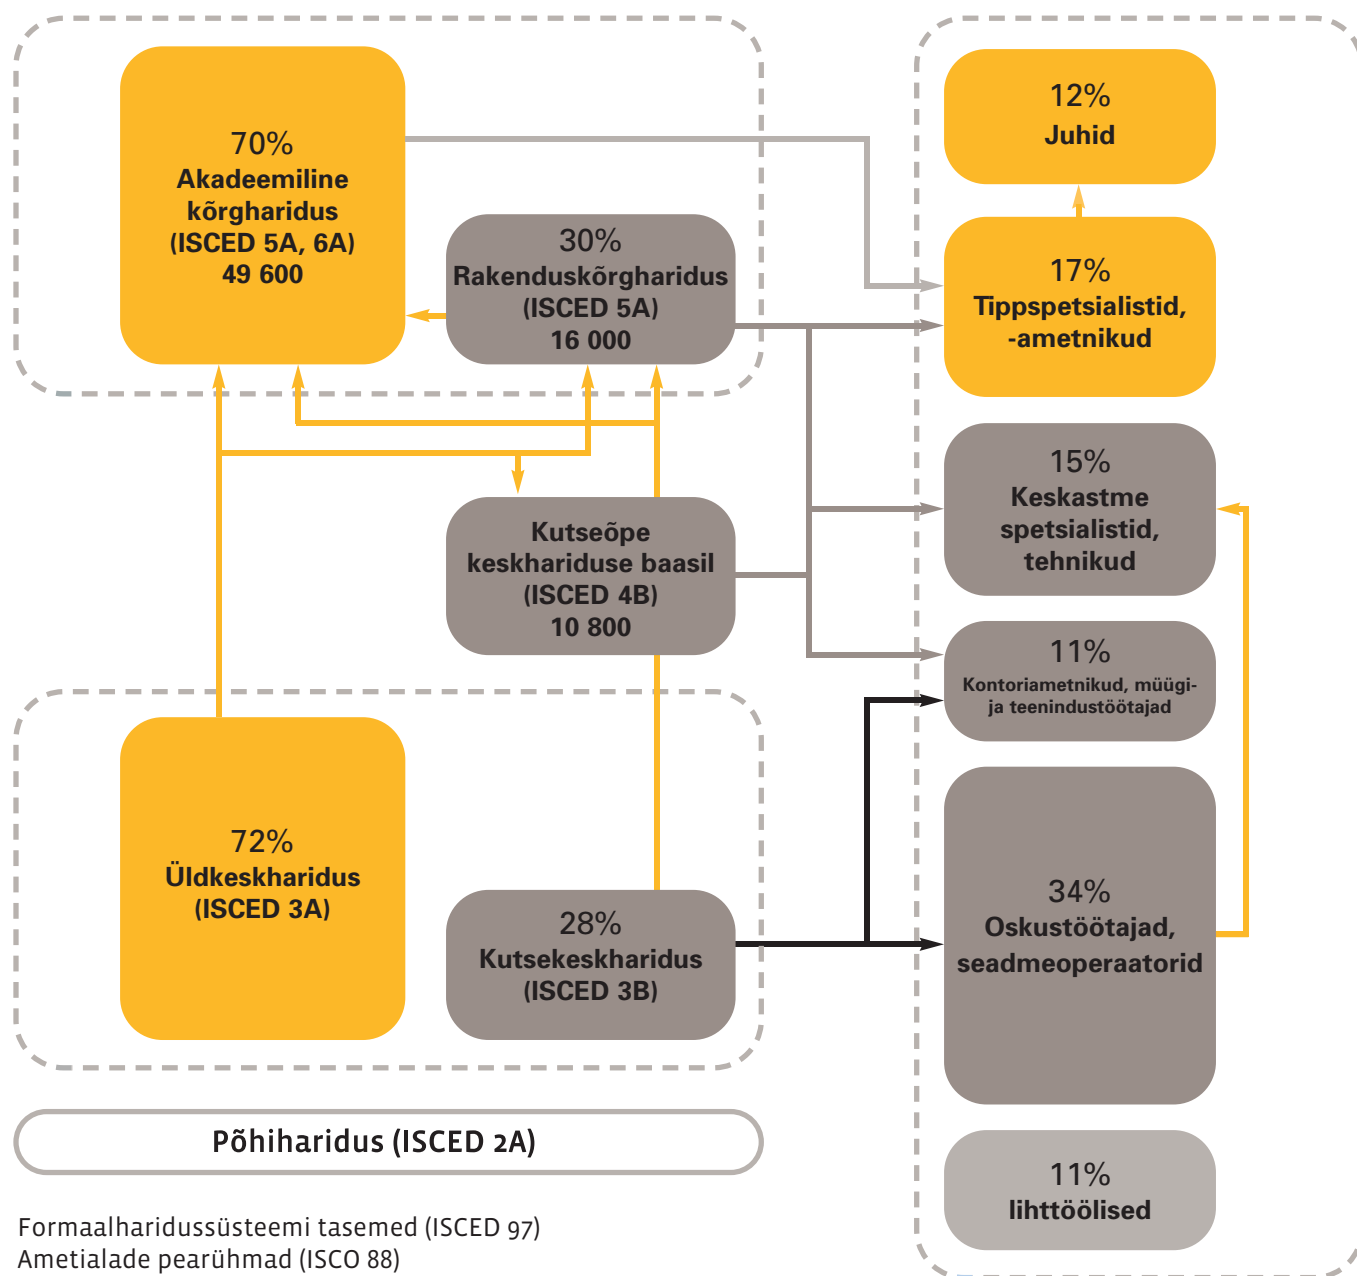 70%
Akadeemiline
kõrgharidus
(ISCED 5A, 6A)
49 600
30%
Rakenduskõrgharidus
(ISCED 5A)
16 000
Kutseõpe
keskhariduse baasil
(ISCED 4B)
10 800
72%
Üldkeskharidus
(ISCED 3A)
28%
Kutsekeskharidus
(ISCED 3B)
Põhiharidus (ISCED 2A)
12%
Juhid
17%
Tippspetsialistid,
-ametnikud
15%
Keskastme
spetsialistid,
tehnikud
11%
Kontoriametnikud, müügi-
ja teenindustöötajad
34%
Oskustöötajad,
seadmeoperaatorid
11%
lihttöölised
Formaalharidussüsteemi tasemed (ISCED 97)
Ametialade pearühmad (ISCO 88)